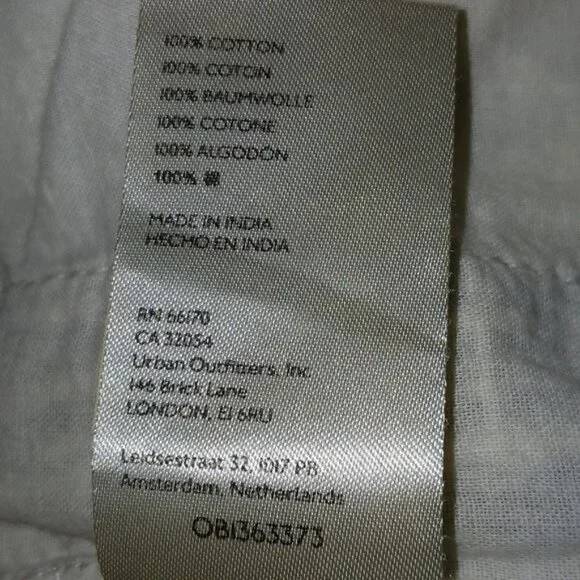 100% COTTON
100% COTON
100% BAUMWOLLE
100% COTONE
100% ALGODÓN
100% 棉
MADE IN INDIA
HECHO EN INDIA
RN 66170
CA 32054
Urban Outfitters, Inc
146 Brick Lane
LONDON, E1 6RU
Leidsestraat 32, 1017 PB
Amsterdam, Netherlands
OB1363373